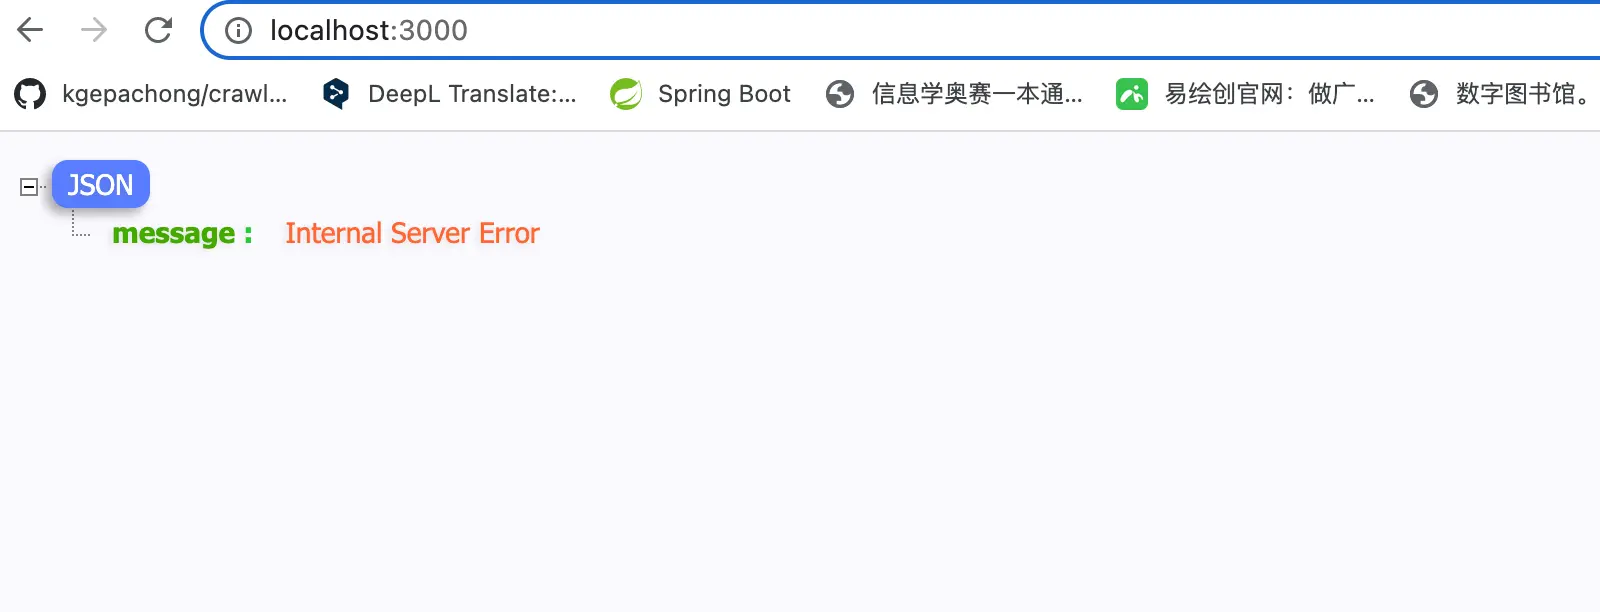 localhost:3000
kgepachong/crawl... DeepL Translate:... Spring Boot 信息学奥赛一本通... 易绘创官网：做广... 数字图书馆。
JSON
message : Internal Server Error